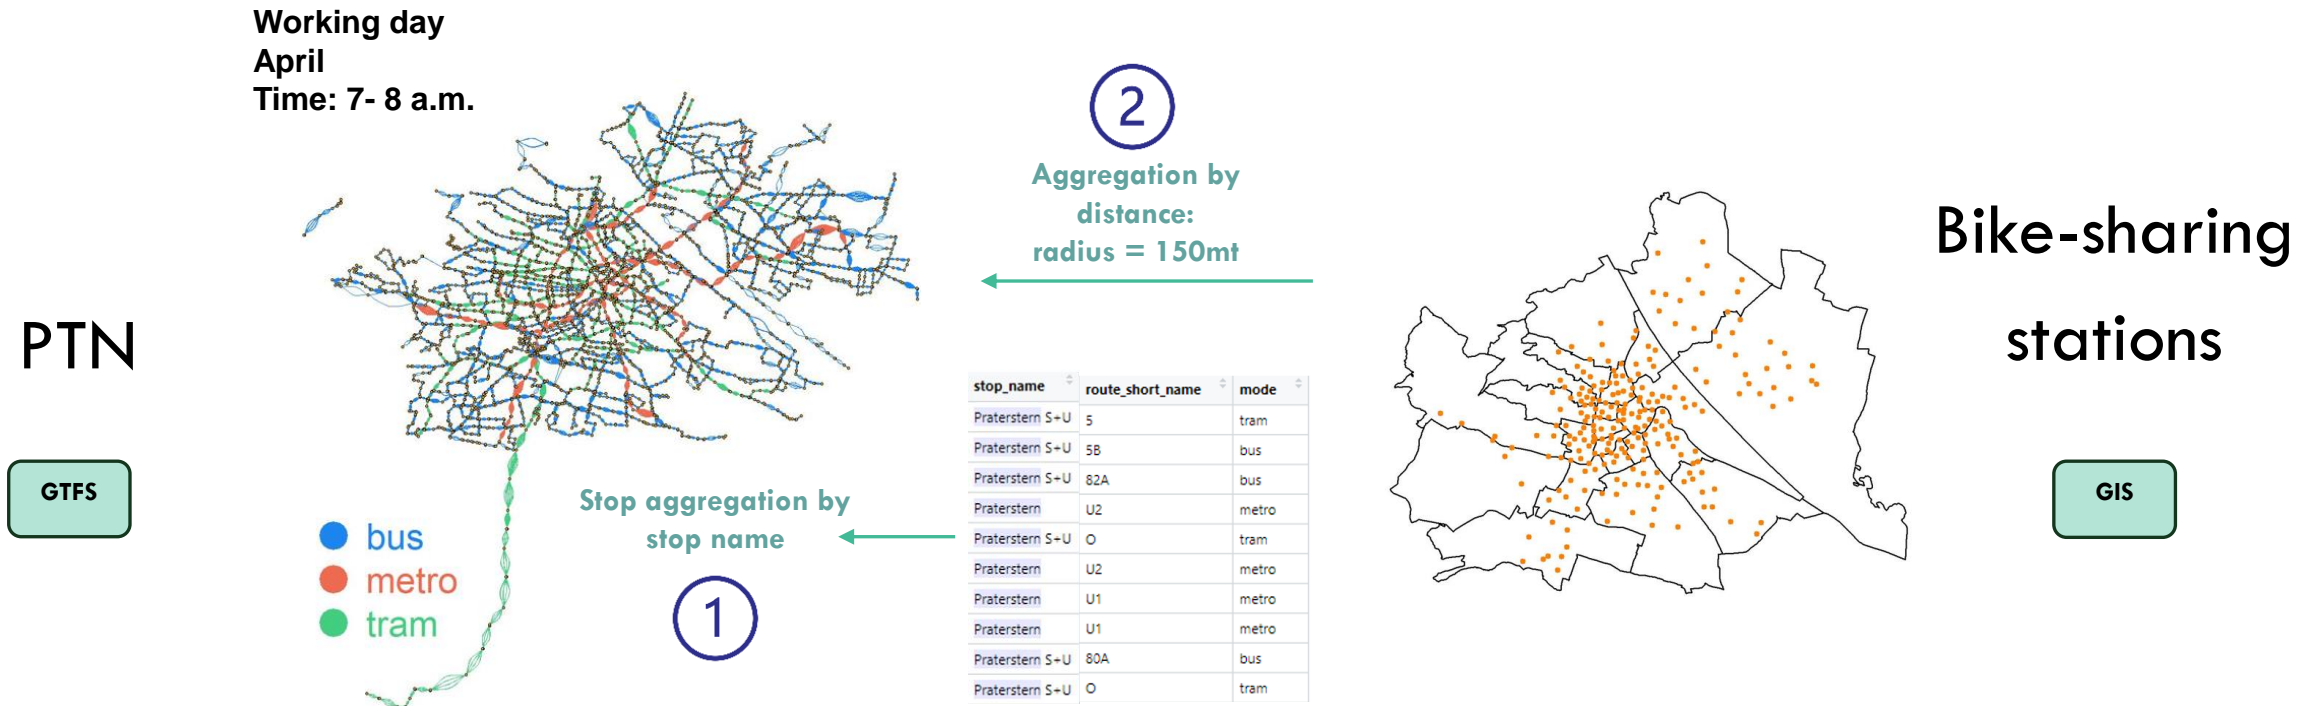 Working day
April
Time: 7- 8 a.m.
PTN
GTFS
bus
metro
tram
Stop aggregation by
stop name
1
2
Aggregation by
distance:
radius = 150mt
stop_name route_short_name mode
Praterstern S+U 5 tram
Praterstern S+U 5B bus
Praterstern S+U 82A bus
Praterstern U2 metro
Praterstern S+U O tram
Praterstern U2 metro
Praterstern U1 metro
Praterstern U1 metro
Praterstern S+U 80A bus
Praterstern S+U O tram
Bike-sharing
stations
GIS